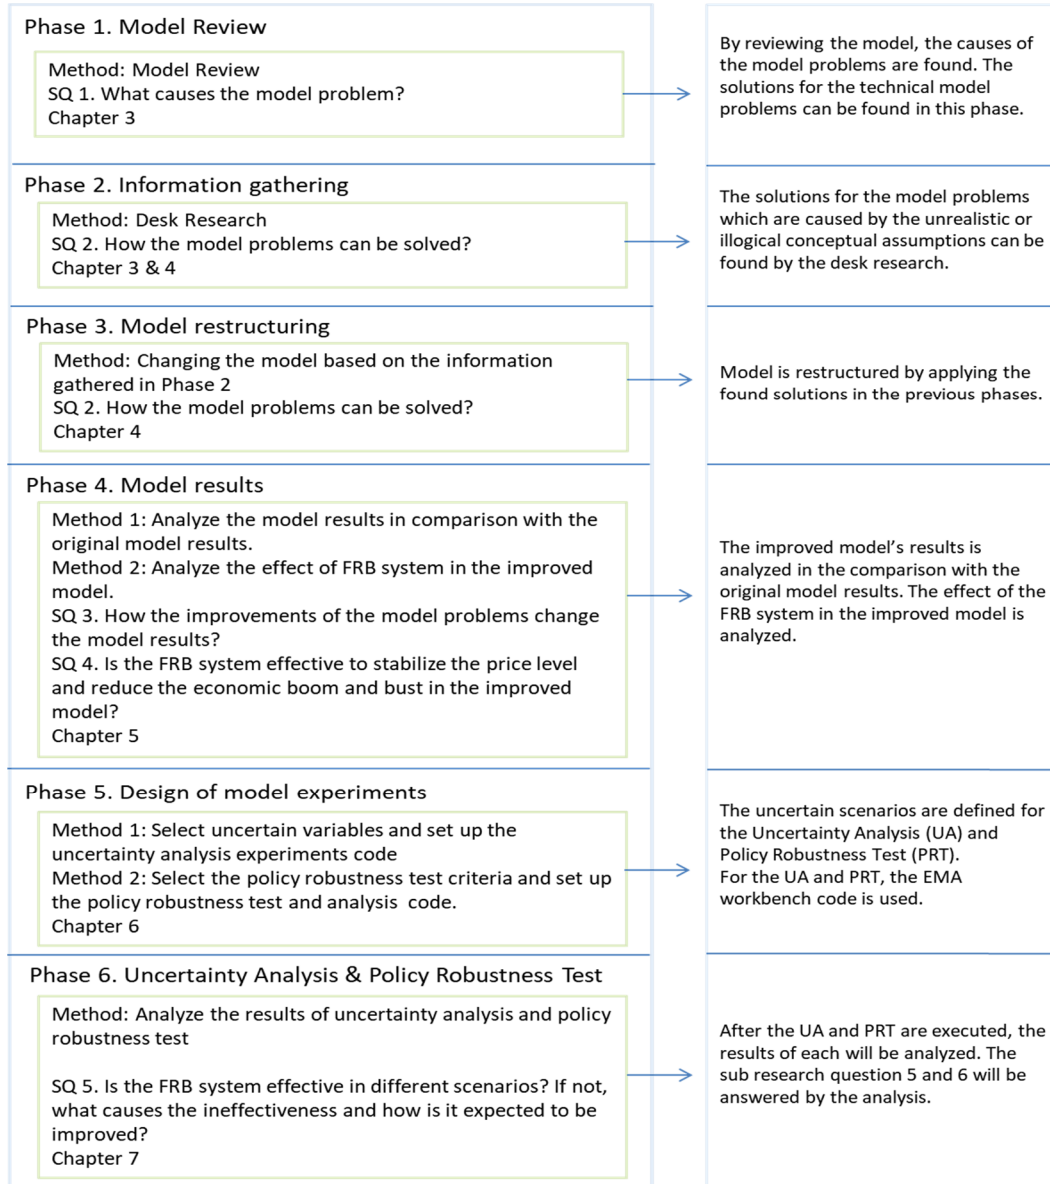 Phase 1. Model Review
Method: Model Review
SQ 1. What causes the model problem?
Chapter 3
By reviewing the model, the causes of
the model problems are found. The
solutions for the technical model
problems can be found in this phase.
Phase 2. Information gathering
Method: Desk Research
SQ 2. How the model problems can be solved?
Chapter 3 & 4
The solutions for the model problems
which are caused by the unrealistic or
illogical conceptual assumptions can be
found by the desk research.
Phase 3. Model restructuring
Method: Changing the model based on the information
gathered in Phase 2
SQ 2. How the model problems can be solved?
Chapter 4
Model is restructured by applying the
found solutions in the previous phases.
Phase 4. Model results
Method 1: Analyze the model results in comparison with the
original model results.
Method 2: Analyze the effect of FRB system in the improved
model.
SQ 3. How the improvements of the model problems change
the model results?
SQ 4. Is the FRB system effective to stabilize the price level
and reduce the economic boom and bust in the improved
model?
Chapter 5
The improved model's results is
analyzed in the comparison with the
original model results. The effect of the
FRB system in the improved model is
analyzed.
Phase 5. Design of model experiments
Method 1: Select uncertain variables and set up the
uncertainty analysis experiments code
Method 2: Select the policy robustness test criteria and set up
the policy robustness test and analysis code.
Chapter 6
The uncertain scenarios are defined for
the Uncertainty Analysis (UA) and
Policy Robustness Test (PRT).
For the UA and PRT, the EMA
workbench code is used.
Phase 6. Uncertainty Analysis & Policy Robustness Test
Method: Analyze the results of uncertainty analysis and policy
robustness test
SQ 5. Is the FRB system effective in different scenarios? If not,
what causes the ineffectiveness and how is it expected to be
improved?
Chapter 7
After the UA and PRT are executed, the
results of each will be analyzed. The
sub research question 5 and 6 will be
answered by the analysis.